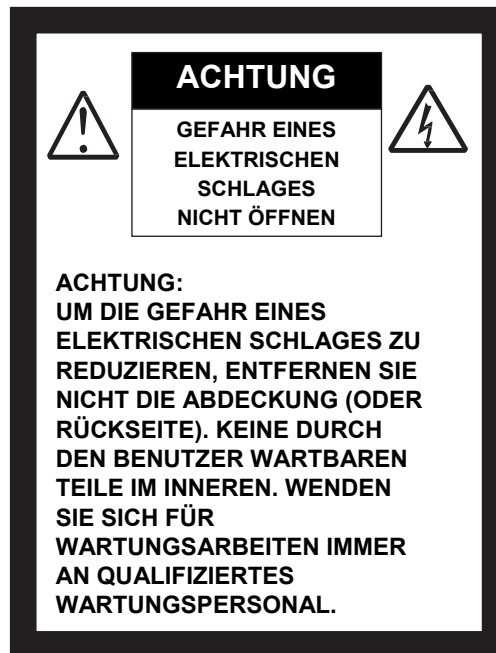 ACHTUNG
GEFAHR EINES
ELEKTRISCHEN
SCHLAGES
NICHT ÖFFNEN
ACHTUNG:
UM DIE GEFAHR EINES
ELEKTRISCHEN SCHLAGES ZU
REDUZIEREN, ENTFERNEN SIE
NICHT DIE ABDECKUNG (ODER
RÜCKSEITE). KEINE DURCH
DEN BENUTZER WARTBAREN
TEILE IM INNEREN. WENDEN
SIE SICH FÜR
WARTUNGSARBEITEN IMMER
AN QUALIFIZIERTES
WARTUNGSPERSONAL.